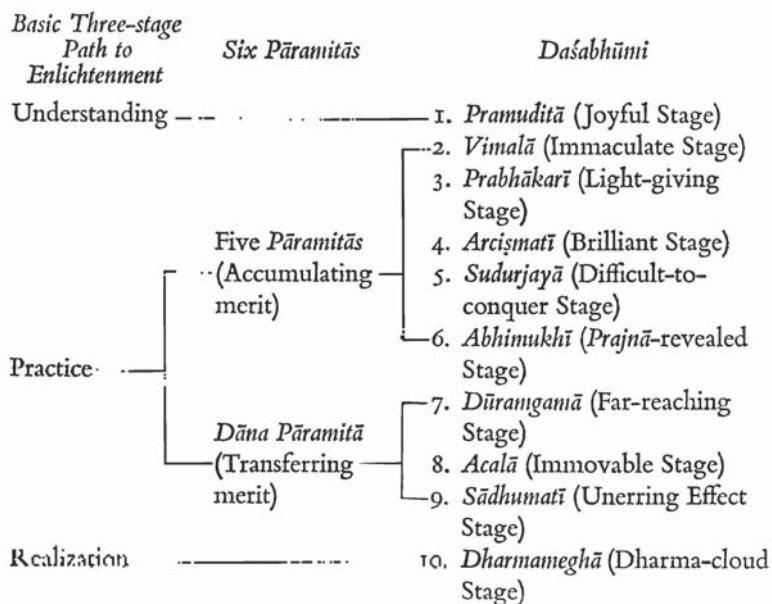 Basic Three-stage
Path to
Enlichtenment
Six Pāramitās
Daśabhūmi
Understanding
1. Pramuditā (Joyful Stage)
2. Vimalā (Immaculate Stage)
3. Prabhākarī (Light-giving
Stage)
Five Pāramitās
(Accumulating
merit)
4. Arciṣmatī (Brilliant Stage)
5. Sudurjayā (Difficult-to-
conquer Stage)
6. Abhimukhī (Prajnā-revealed
Stage)
Practice
Dāna Pāramitā
(Transferring
merit)
7. Dūraṃgamā (Far-reaching
Stage)
8. Acalā (Immovable Stage)
9. Sādhumatī (Unerring Effect
Stage)
Realization
10. Dharmameghā (Dharma-cloud
Stage)